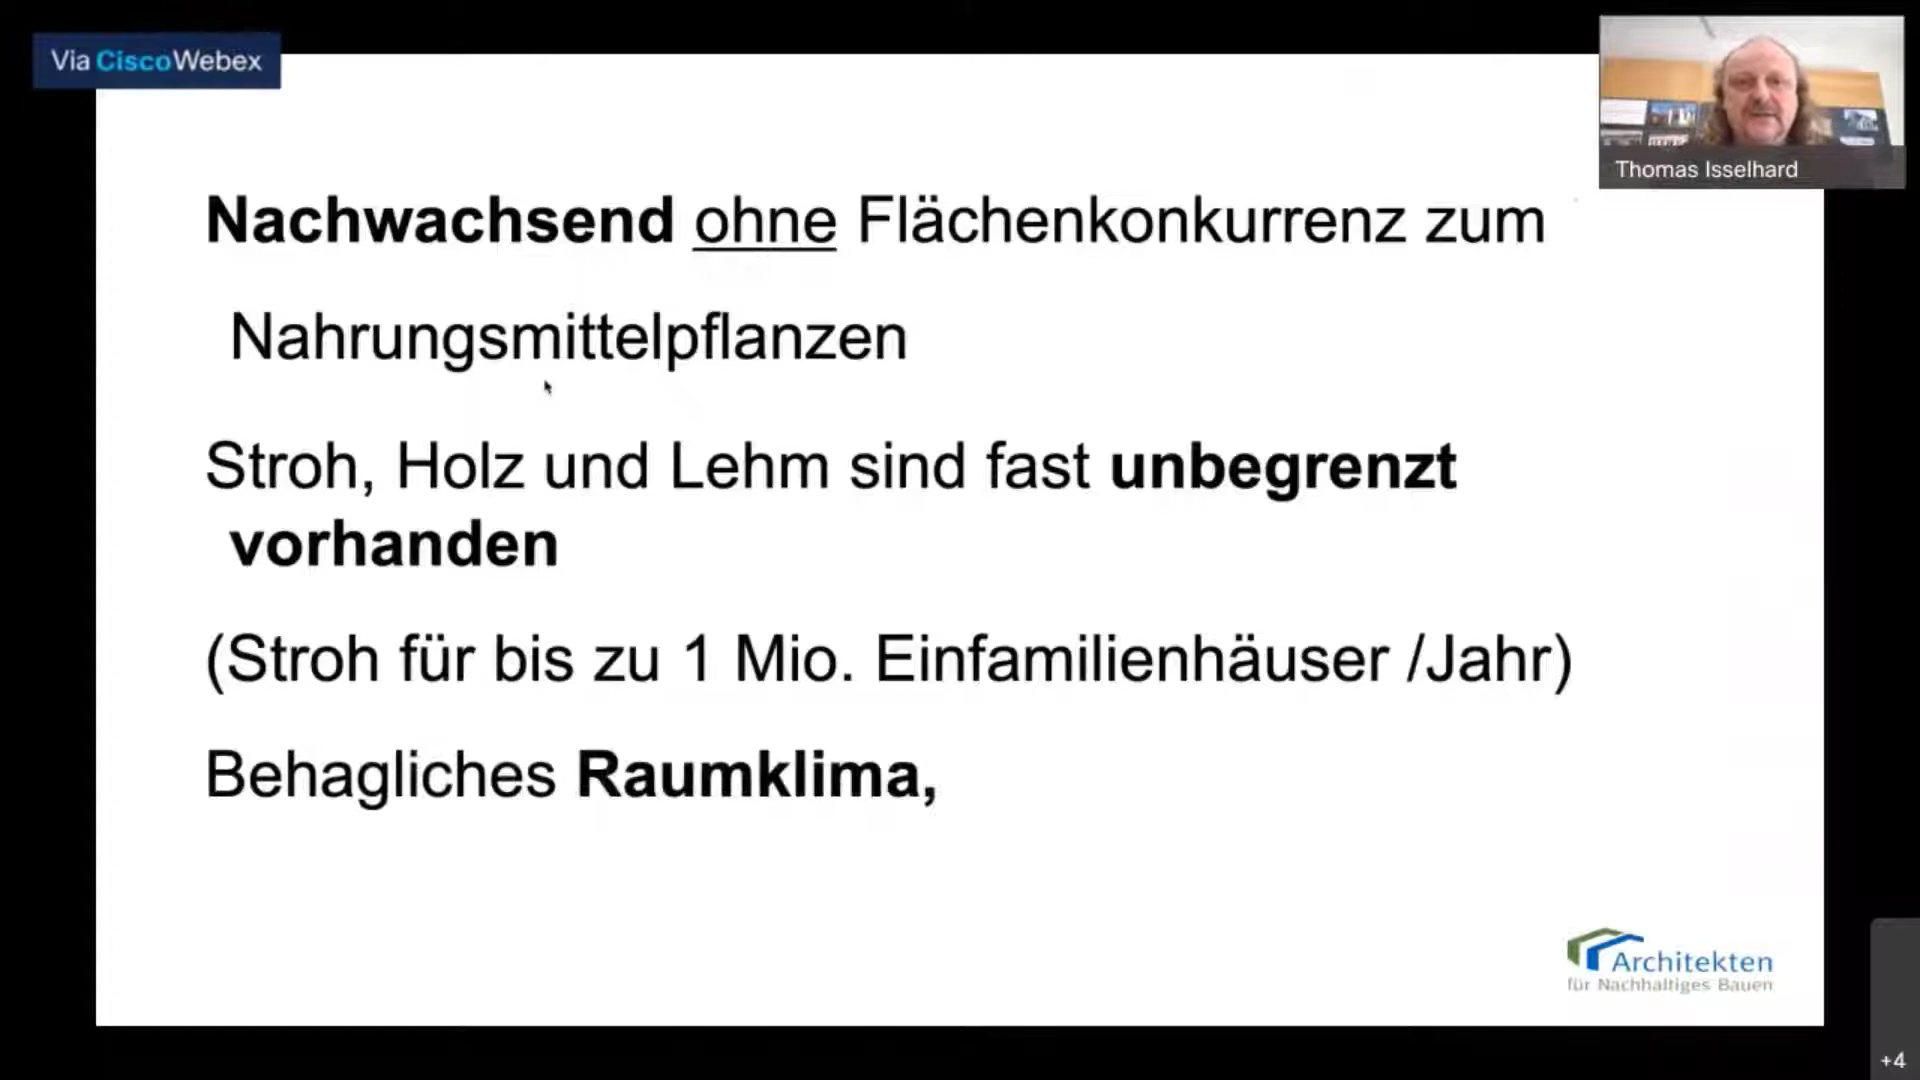 Via CiscoWebex
Thomas Isselhard
Nachwachsend ohne Flächenkonkurrenz zum
Nahrungsmittelpflanzen
Stroh, Holz und Lehm sind fast unbegrenzt
vorhanden
(Stroh für bis zu 1 Mio. Einfamilienhäuser /Jahr)
Behagliches Raumklima,
Architekten
für Nachhaltiges Bauen
+4